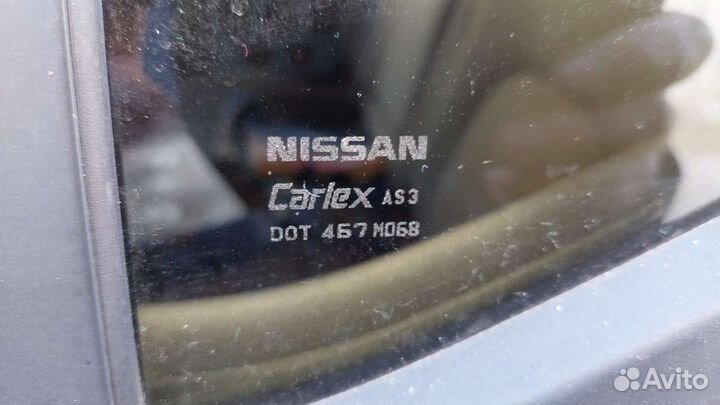 NISSAN
Carlex AS3
DOT 467 M068
Avito